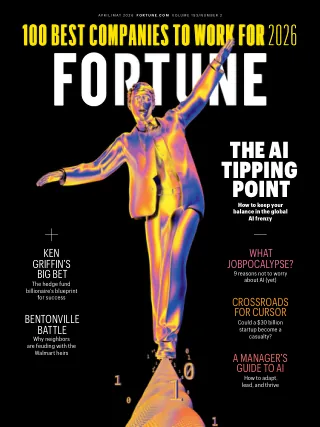 APRIL/MAY 2026 FORTUNE.COM VOLUME 193/NUMBER 2
100 BEST COMPANIES TO WORK FOR 2026
FORTUNE
THE AI
TIPPING
POINT
How to keep your
balance in the global
AI frenzy
KEN
GRIFFIN'S
BIG BET
The hedge fund
billionaire's blueprint
for success
BENTONVILLE
BATTLE
Why neighbors
are feuding with the
Walmart heirs
WHAT
JOBPOCALYPSE?
9 reasons not to worry
about AI (yet)
CROSSROADS
FOR CURSOR
Could a $30 billion
startup become a
casualty?
A MANAGER'S
GUIDE TO AI
How to adapt,
lead, and thrive
1
0
1